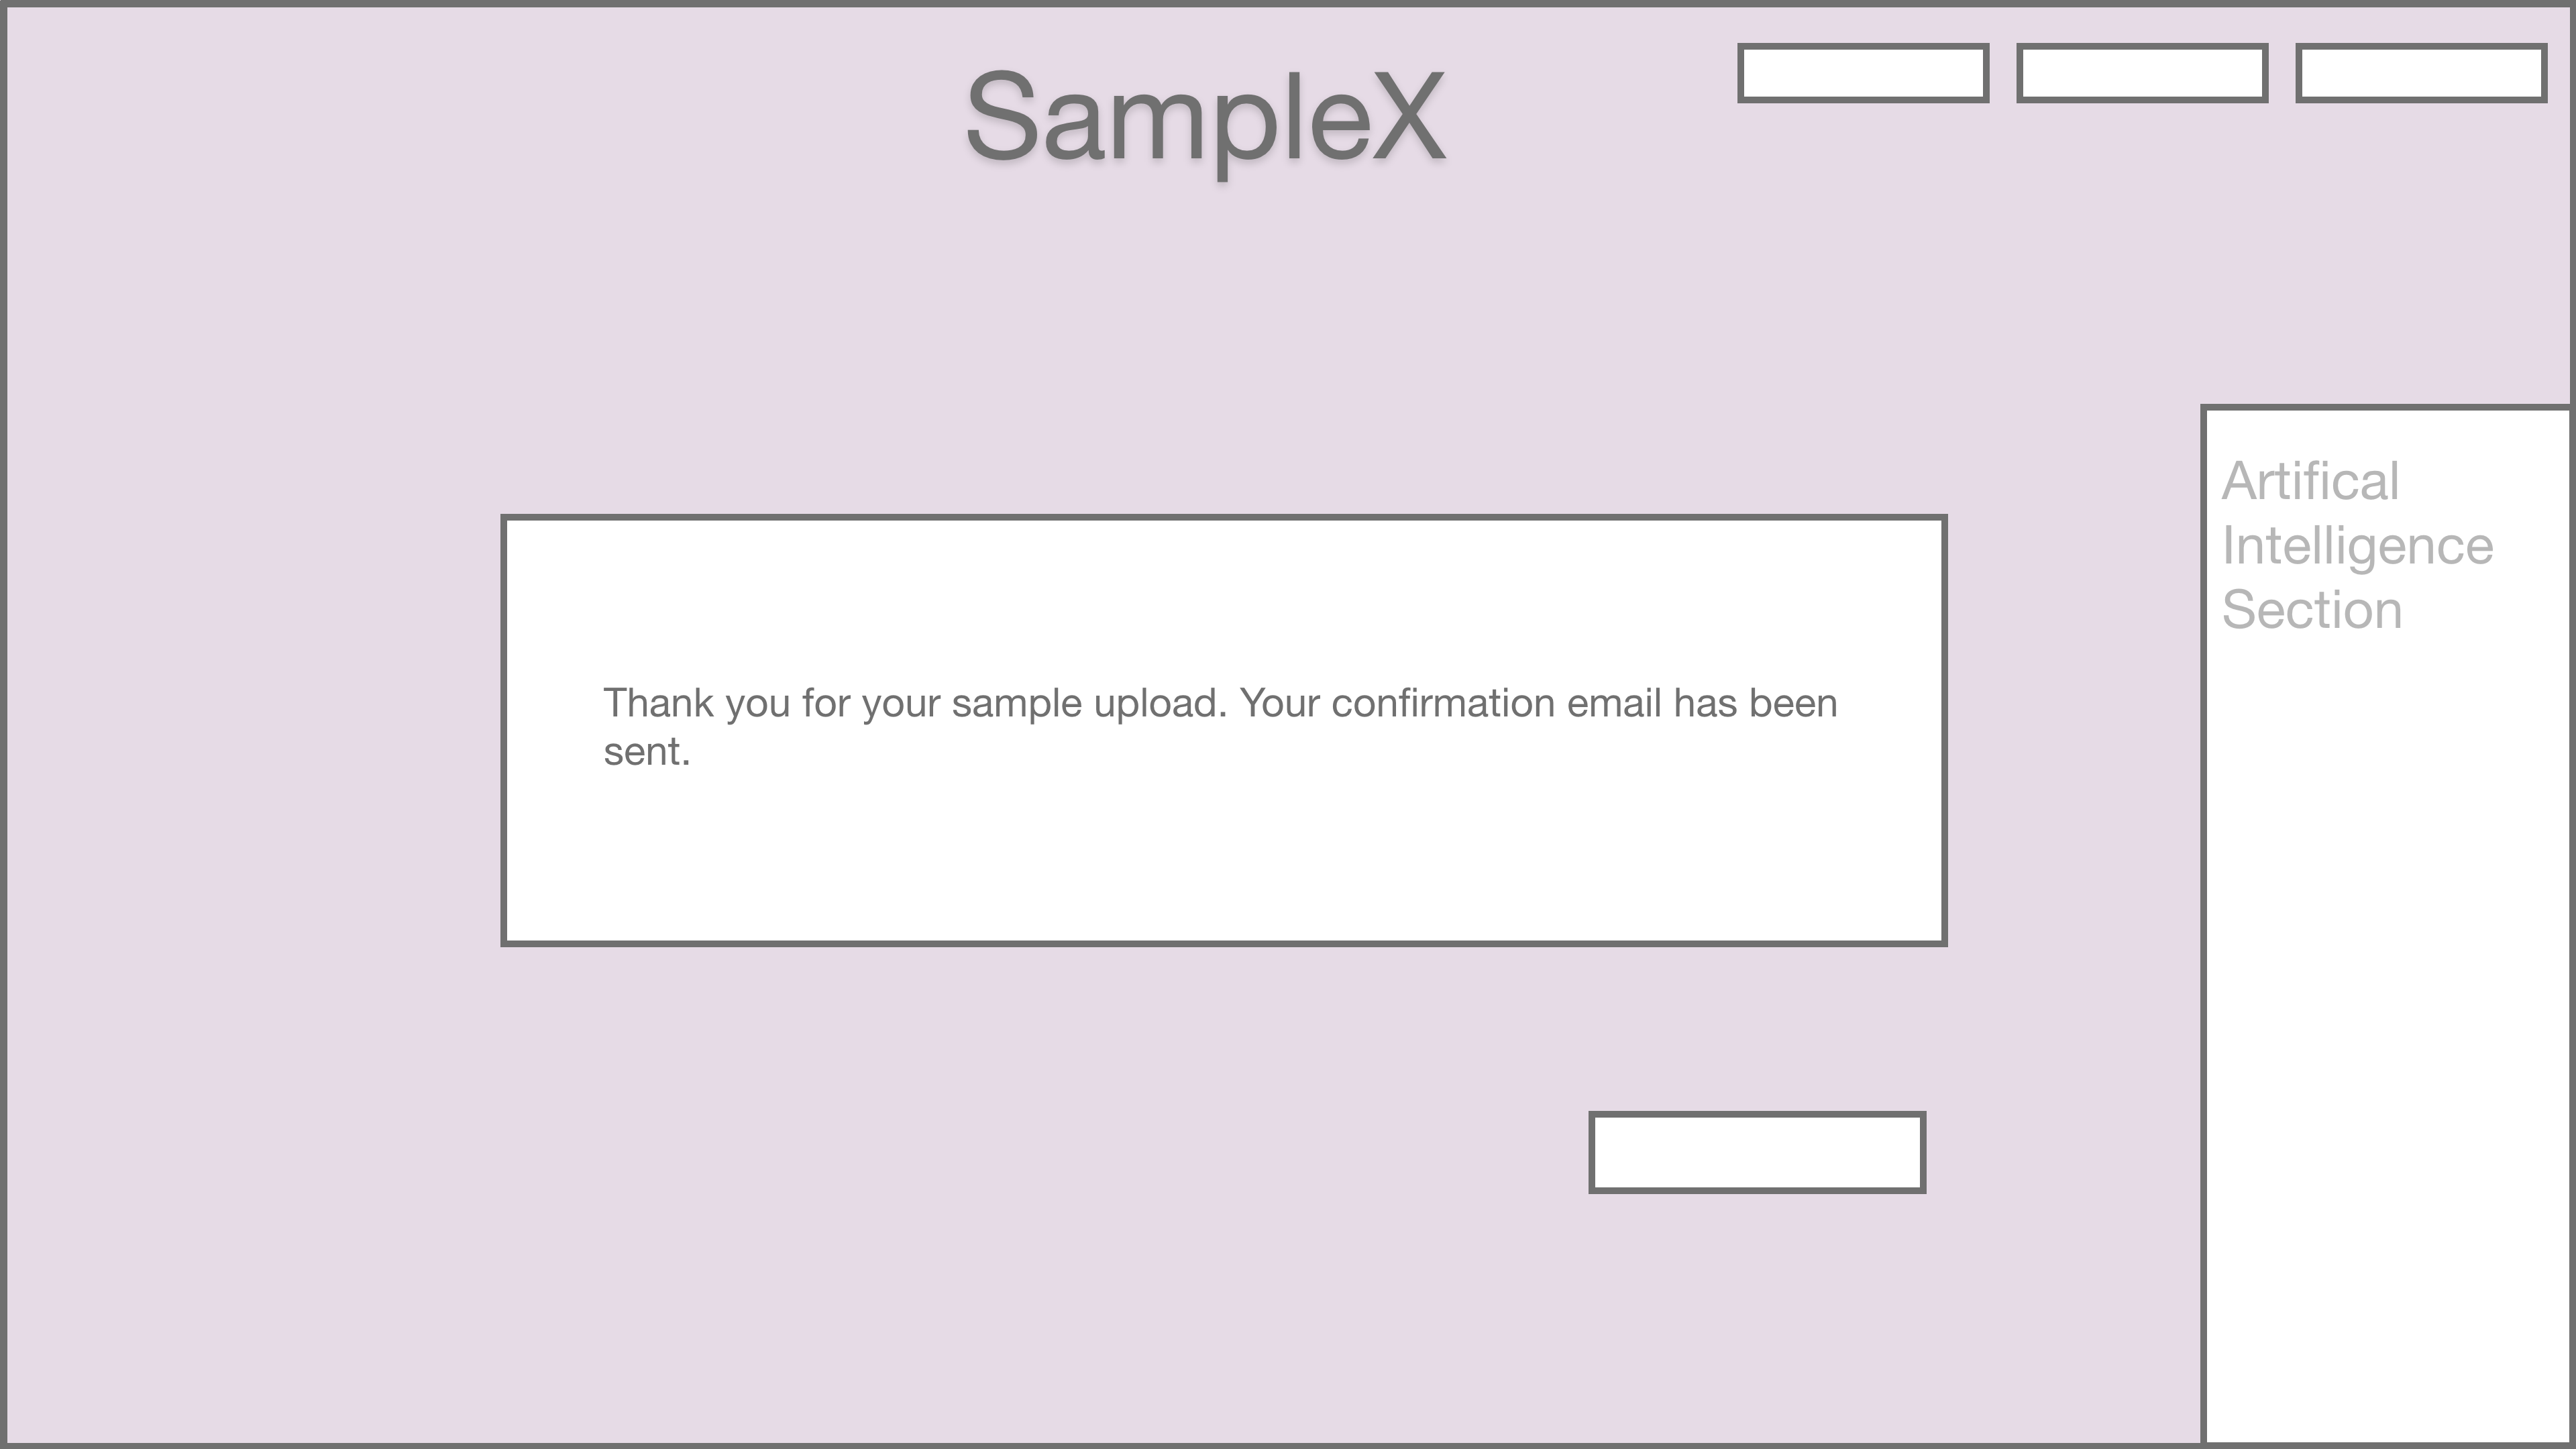 SampleX
Artifical
Intelligence
Section
Thank you for your sample upload. Your confirmation email has been
sent.